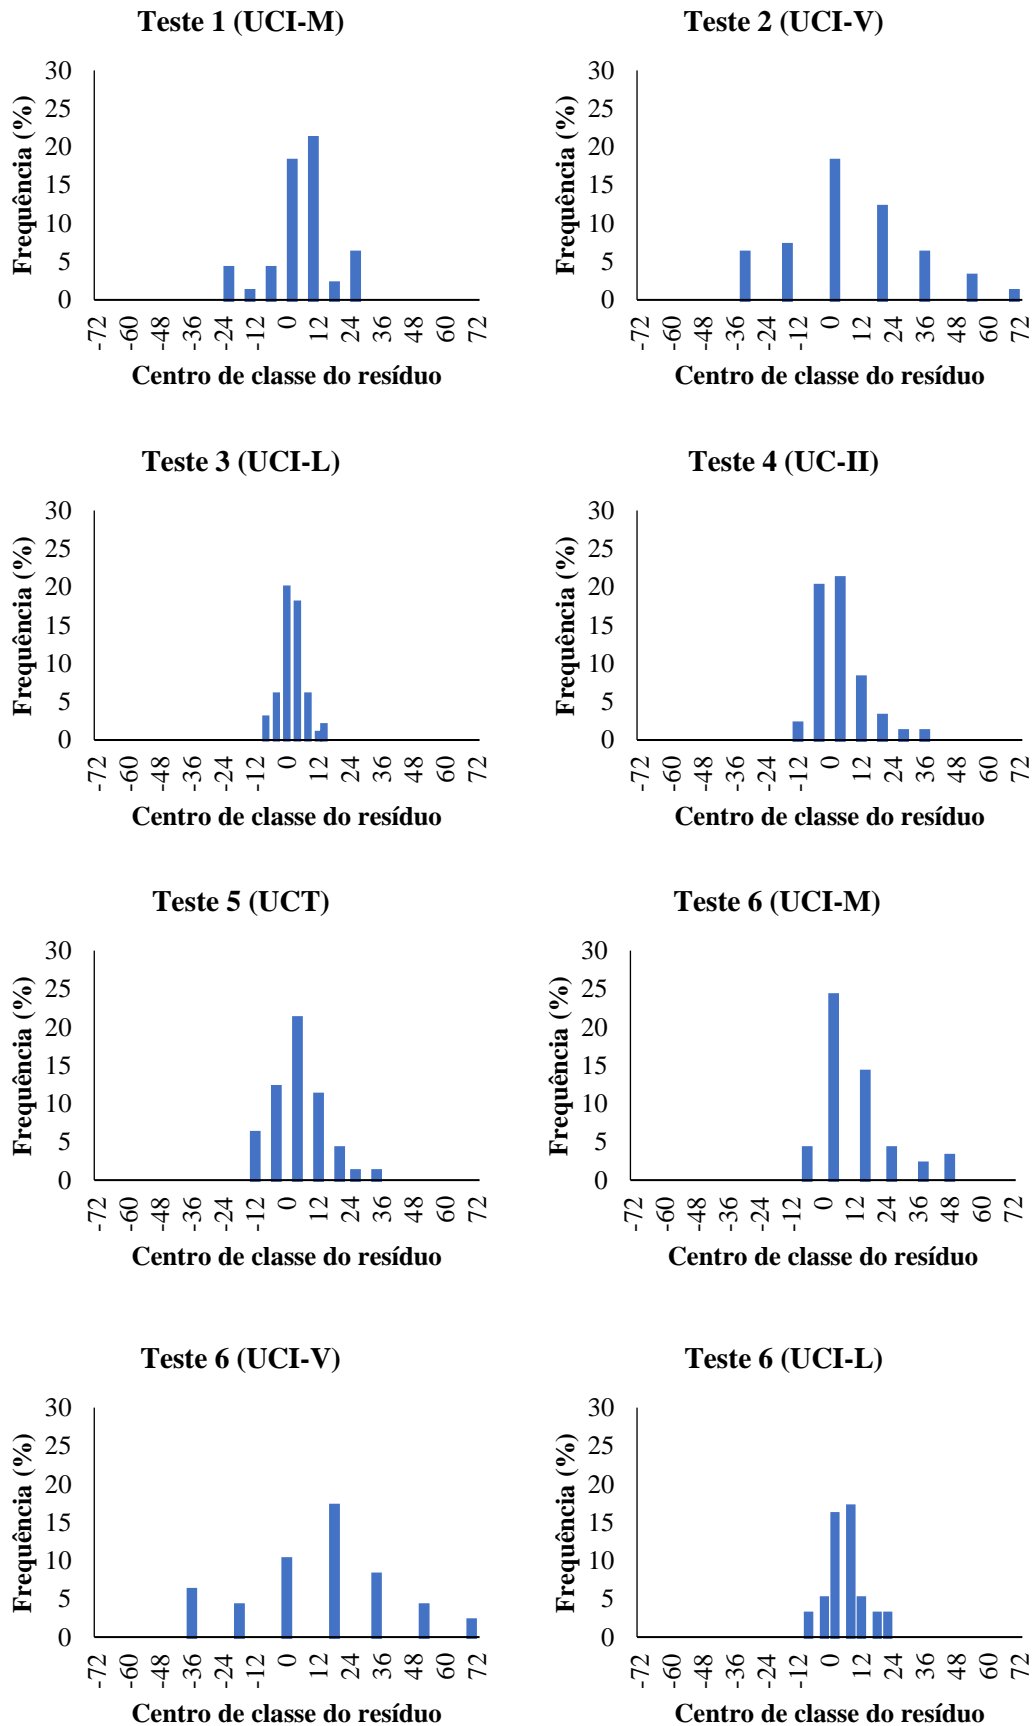 Teste 1 (UCI-M)
Frequência (%)
30
25
20
15
10
5
0
-72 -60 -48 -36 -24 -12 0 12 24 36 48 60 72
Centro de classe do resíduo
Teste 2 (UCI-V)
Frequência (%)
30
25
20
15
10
5
0
-72 -60 -48 -36 -24 -12 0 12 24 36 48 60 72
Centro de classe do resíduo
Teste 3 (UCI-L)
Frequência (%)
30
25
20
15
10
5
0
-72 -60 -48 -36 -24 -12 0 12 24 36 48 60 72
Centro de classe do resíduo
Teste 4 (UC-II)
Frequência (%)
30
25
20
15
10
5
0
-72 -60 -48 -36 -24 -12 0 12 24 36 48 60 72
Centro de classe do resíduo
Teste 5 (UCT)
Frequência (%)
30
25
20
15
10
5
0
-72 -60 -48 -36 -24 -12 0 12 24 36 48 60 72
Centro de classe do resíduo
Teste 6 (UCI-M)
Frequência (%)
30
25
20
15
10
5
0
-72 -60 -48 -36 -24 -12 0 12 24 36 48 60 72
Centro de classe do resíduo
Teste 6 (UCI-V)
Frequência (%)
30
25
20
15
10
5
0
-72 -60 -48 -36 -24 -12 0 12 24 36 48 60 72
Centro de classe do resíduo
Teste 6 (UCI-L)
Frequência (%)
30
25
20
15
10
5
0
-72 -60 -48 -36 -24 -12 0 12 24 36 48 60 72
Centro de classe do resíduo